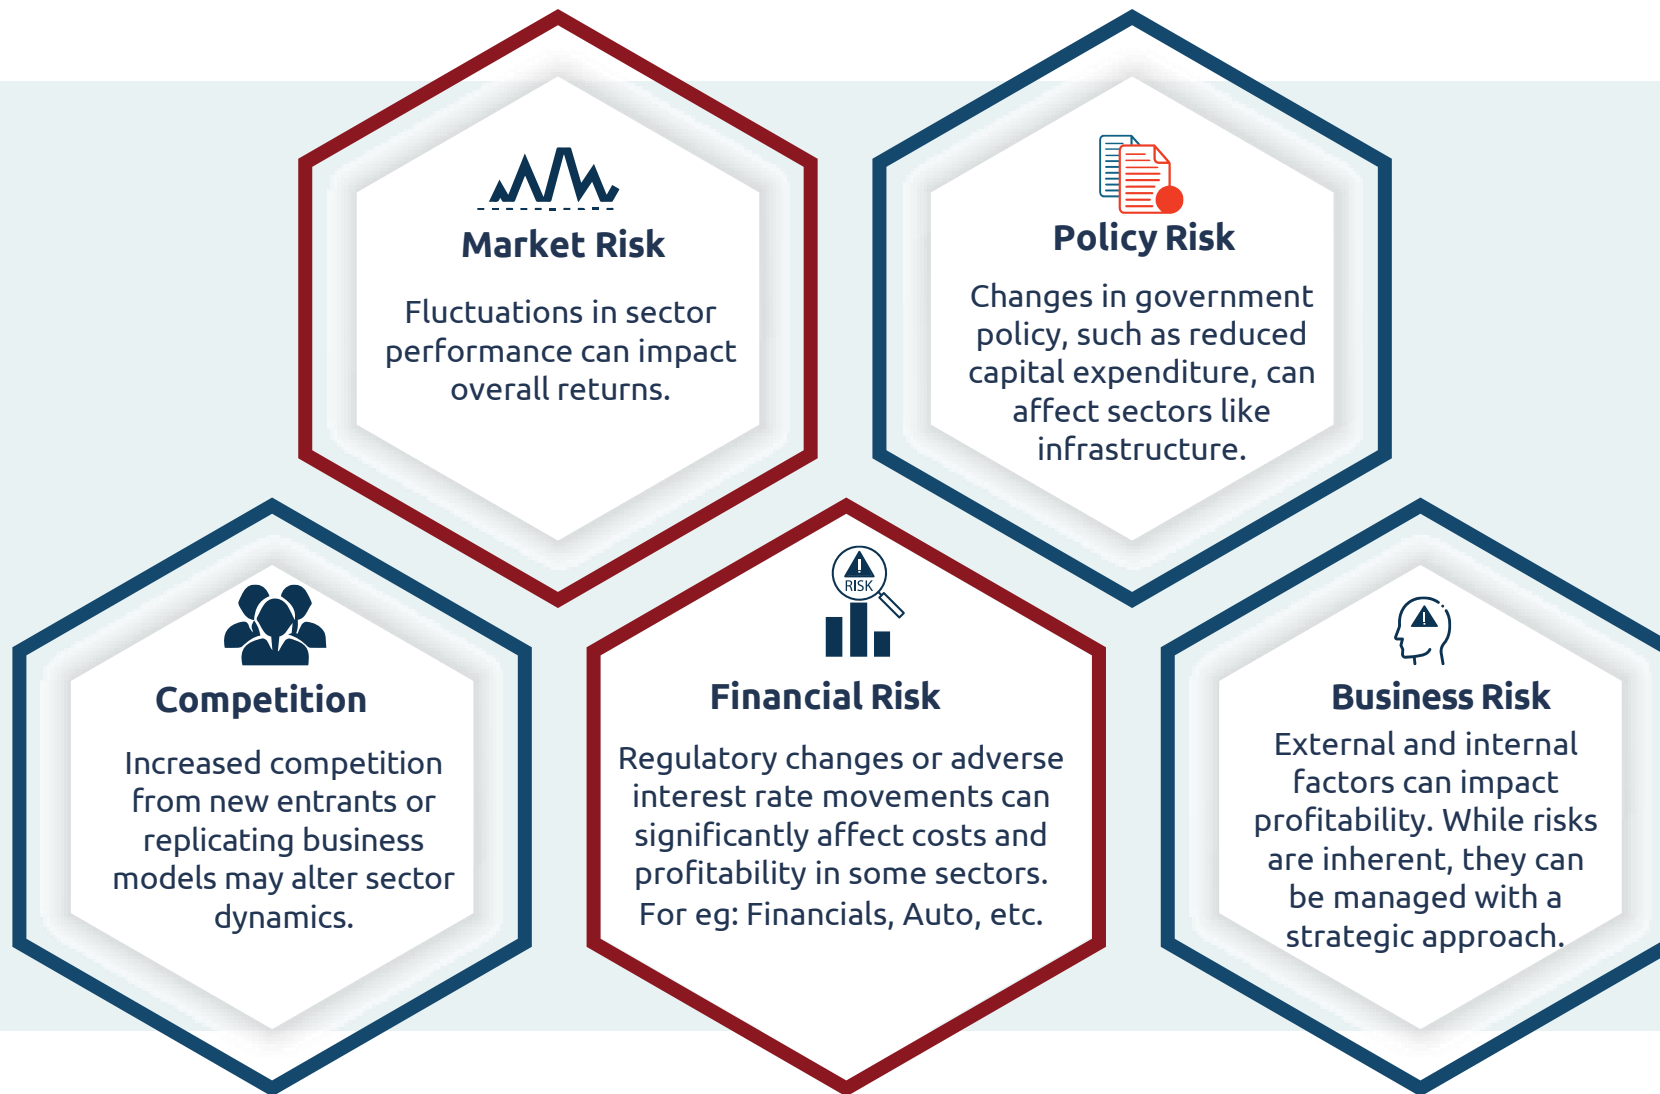 Market Risk
Fluctuations in sector
performance can impact
overall returns.
Policy Risk
Changes in government
policy, such as reduced
capital expenditure, can
affect sectors like
infrastructure.
Competition
Increased competition
from new entrants or
replicating business
models may alter sector
dynamics.
RISK
Financial Risk
Regulatory changes or adverse
interest rate movements can
significantly affect costs and
profitability in some sectors.
For eg: Financials, Auto, etc.
Business Risk
External and internal
factors can impact
profitability. While risks
are inherent, they can
be managed with a
strategic approach.